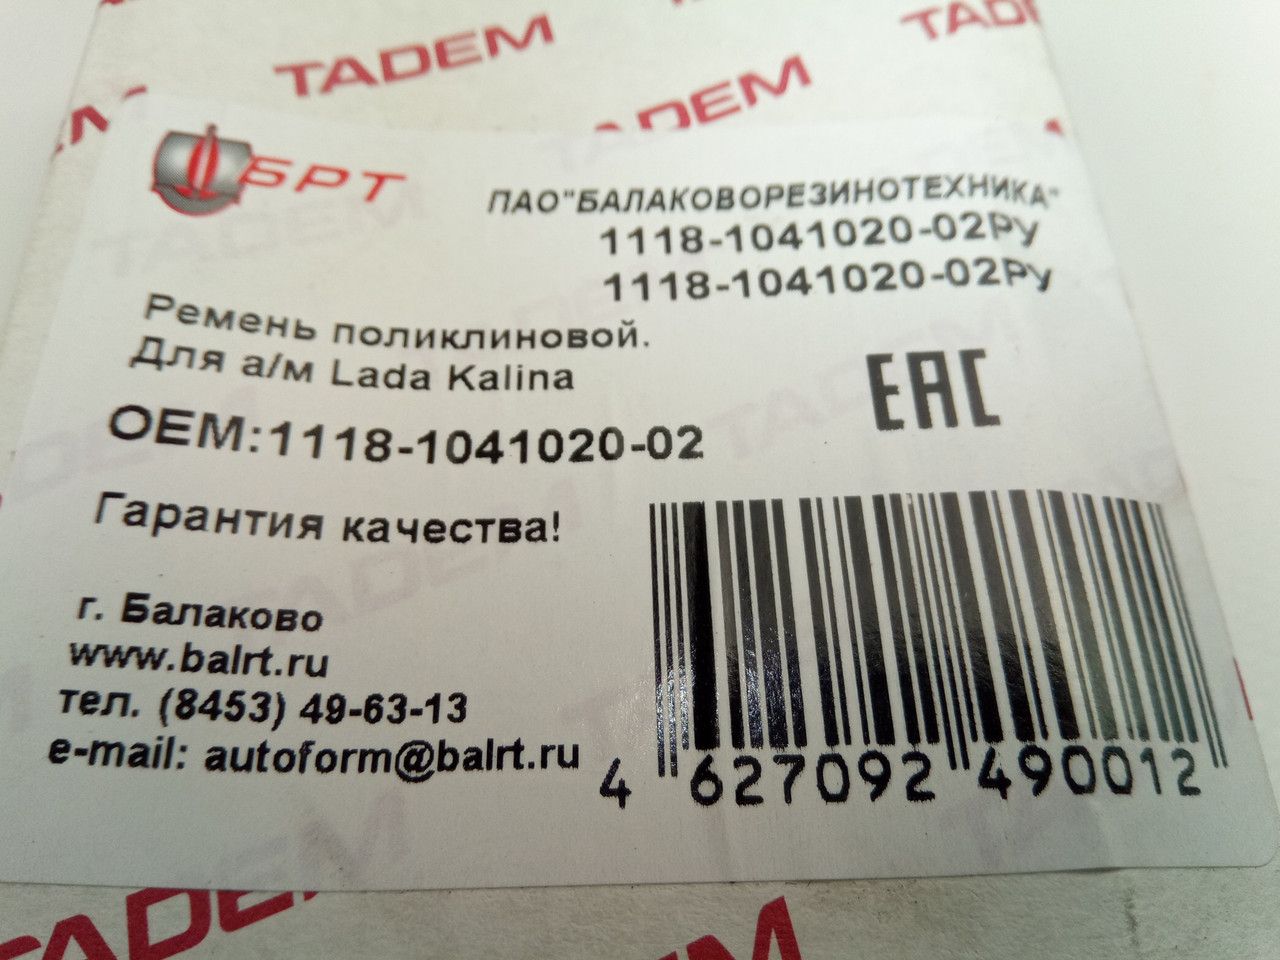 TADEM
TADEM
TADEM
БРТ
ПАО"БАЛАКОВОРЕЗИНОТЕХНИКА"
1118-1041020-02Ру
1118-1041020-02Ру
Ремень поликлиновой.
Для а/м Lada Kalina
EAC
OEM:1118-1041020-02
Гарантия качества!
г. Балаково
www.balrt.ru
тел. (8453) 49-63-13
e-mail: autoform@balrt.ru
4 627092 490012
TADEM